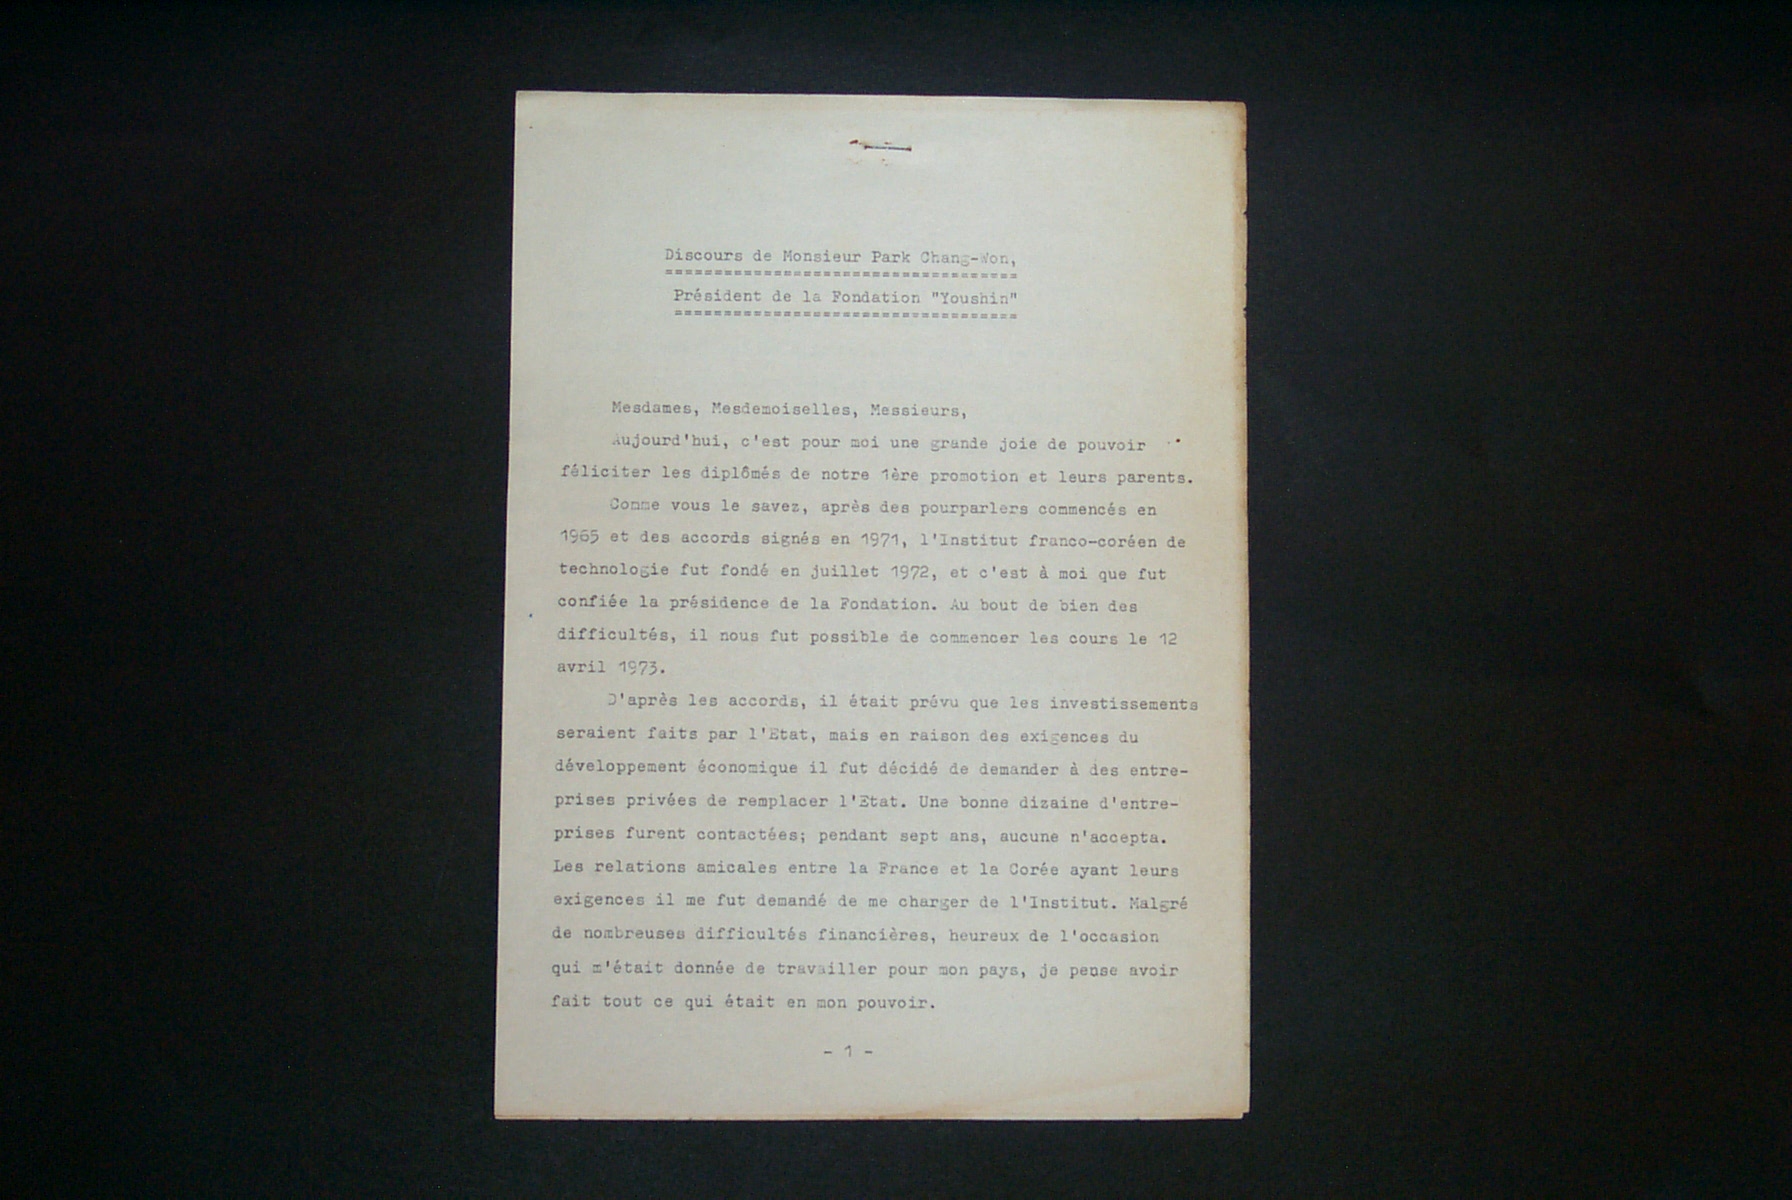 Discours de Monsieur Park Chang-Won,
====================================
Président de la Fondation "Youshin"
===================================
Mesdames, Mesdemoiselles, Messieurs,
Aujourd'hui, c'est pour moi une grande joie de pouvoir
féliciter les diplômés de notre 1ère promotion et leurs parents.
Comme vous le savez, après des pourparlers commencés en
1965 et des accords signés en 1971, l'Institut franco-coréen de
technologie fut fondé en juillet 1972, et c'est à moi que fut
confiée la présidence de la Fondation. Au bout de bien des
difficultés, il nous fut possible de commencer les cours le 12
avril 1973.
D'après les accords, il était prévu que les investissements
seraient faits par l'Etat, mais en raison des exigences du
développement économique il fut décidé de demander à des entre-
prises privées de remplacer l'Etat. Une bonne dizaine d'entre-
prises furent contactées; pendant sept ans, aucune n'accepta.
Les relations amicales entre la France et la Corée ayant leurs
exigences il me fut demandé de me charger de l'Institut. Malgré
de nombreuses difficultés financières, heureux de l'occasion
qui m'était donnée de travailler pour mon pays, je pense avoir
fait tout ce qui était en mon pouvoir.
- 1 -